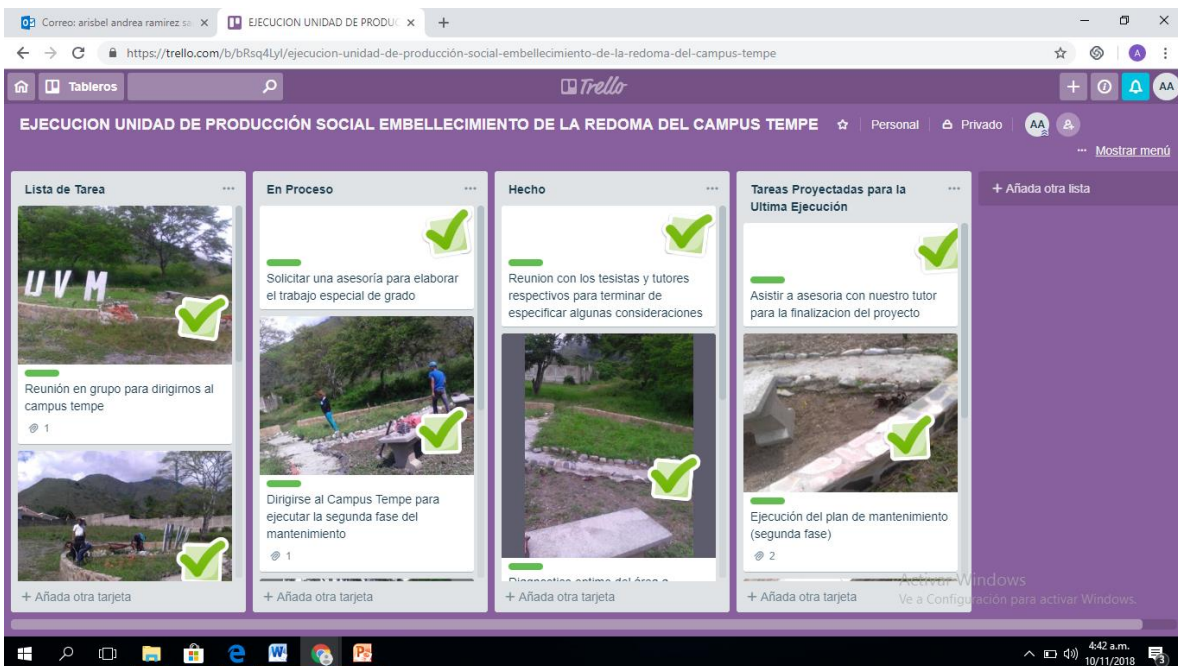 Correo: arisbel andrea ramirez sa
EJECUCION UNIDAD DE PRODUC
https://trello.com/b/bRsq4LyI/ejecucion-unidad-de-producción-social-embellecimiento-de-la-redoma-del-campus-tempe
A
Tableros
Trello
AA
EJECUCION UNIDAD DE PRODUCCIÓN SOCIAL EMBELLECIMIENTO DE LA REDOMA DEL CAMPUS TEMPE
Personal
Privado
AA
... Mostrar menú
Lista de Tarea
UVM
Reunión en grupo para dirigirnos al
campus tempe
1
+ Añada otra tarjeta
En Proceso
Solicitar una asesoría para elaborar
el trabajo especial de grado
Dirigirse al Campus Tempe para
ejecutar la segunda fase del
mantenimiento
1
+ Añada otra tarjeta
Hecho
Reunion con los tesistas y tutores
respectivos para terminar de
especificar algunas consideraciones
+ Añada otra tarjeta
Tareas Proyectadas para la
Ultima Ejecución
Asistir a asesoria con nuestro tutor
para la finalizacion del proyecto
Ejecución del plan de mantenimiento
(segunda fase)
2
+ Añada otra tarjeta
+ Añada otra lista
Activar Windows
Ve a Configuración para activar Windows.
4:42 a.m.
10/11/2018
3